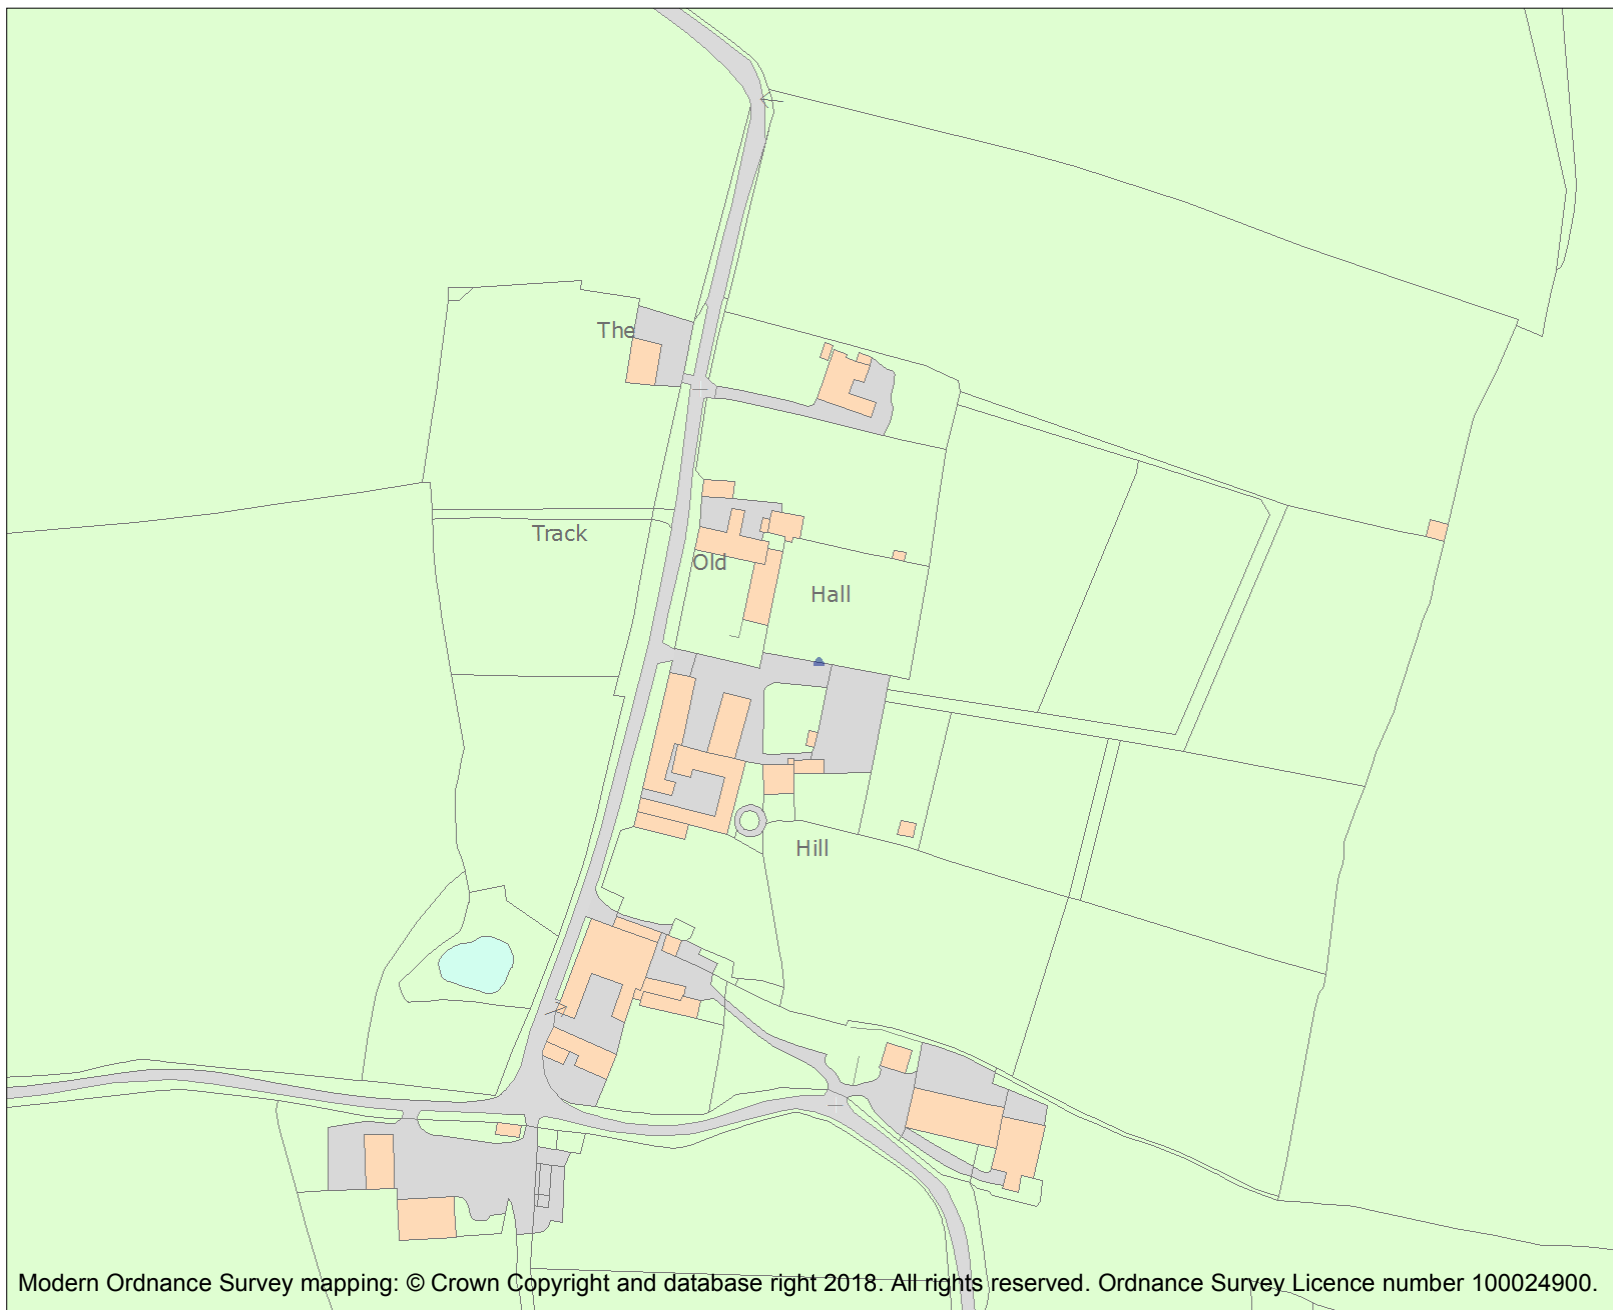 The
Track
Old
Hall
Hill
Modern Ordnance Survey mapping: © Crown Copyright and database right 2018. All rights reserved. Ordnance Survey Licence number 100024900.